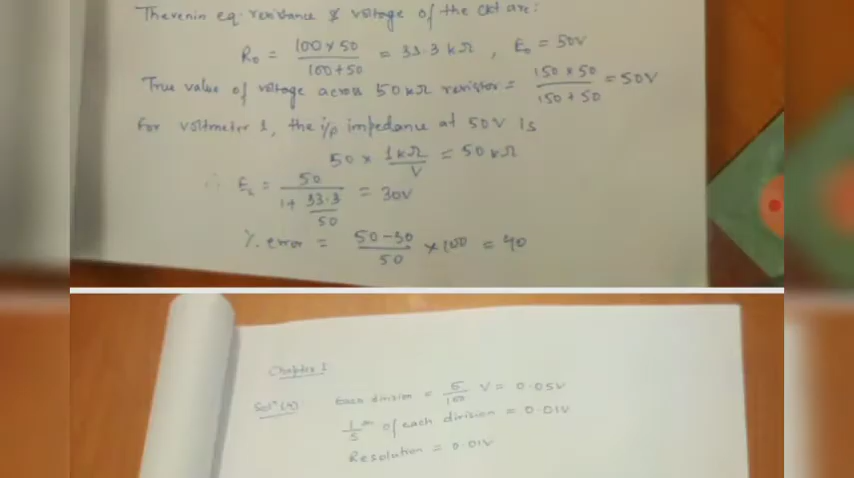 Thevenin eq. resistance & voltage of the ckt are:
R₀ = 100 x 50 / 100 + 50 = 33.3 kΩ , E₀ = 50V
True value of voltage across 50kΩ resistor = 150 x 50 / 150 + 50 = 50V
For voltmeter 1, the i/p impedance at 50V is
50 x 1kΩ / V = 50 kΩ
∴ E_L = 50 / 1 + 33.3 / 50 = 30V
% error = 50 - 30 / 50 x 100 = 40
Chapter 1
Each division = 5 / 100 V = 0.05V
1 / 5 th of each division = 0.01V
Resolution = 0.01V